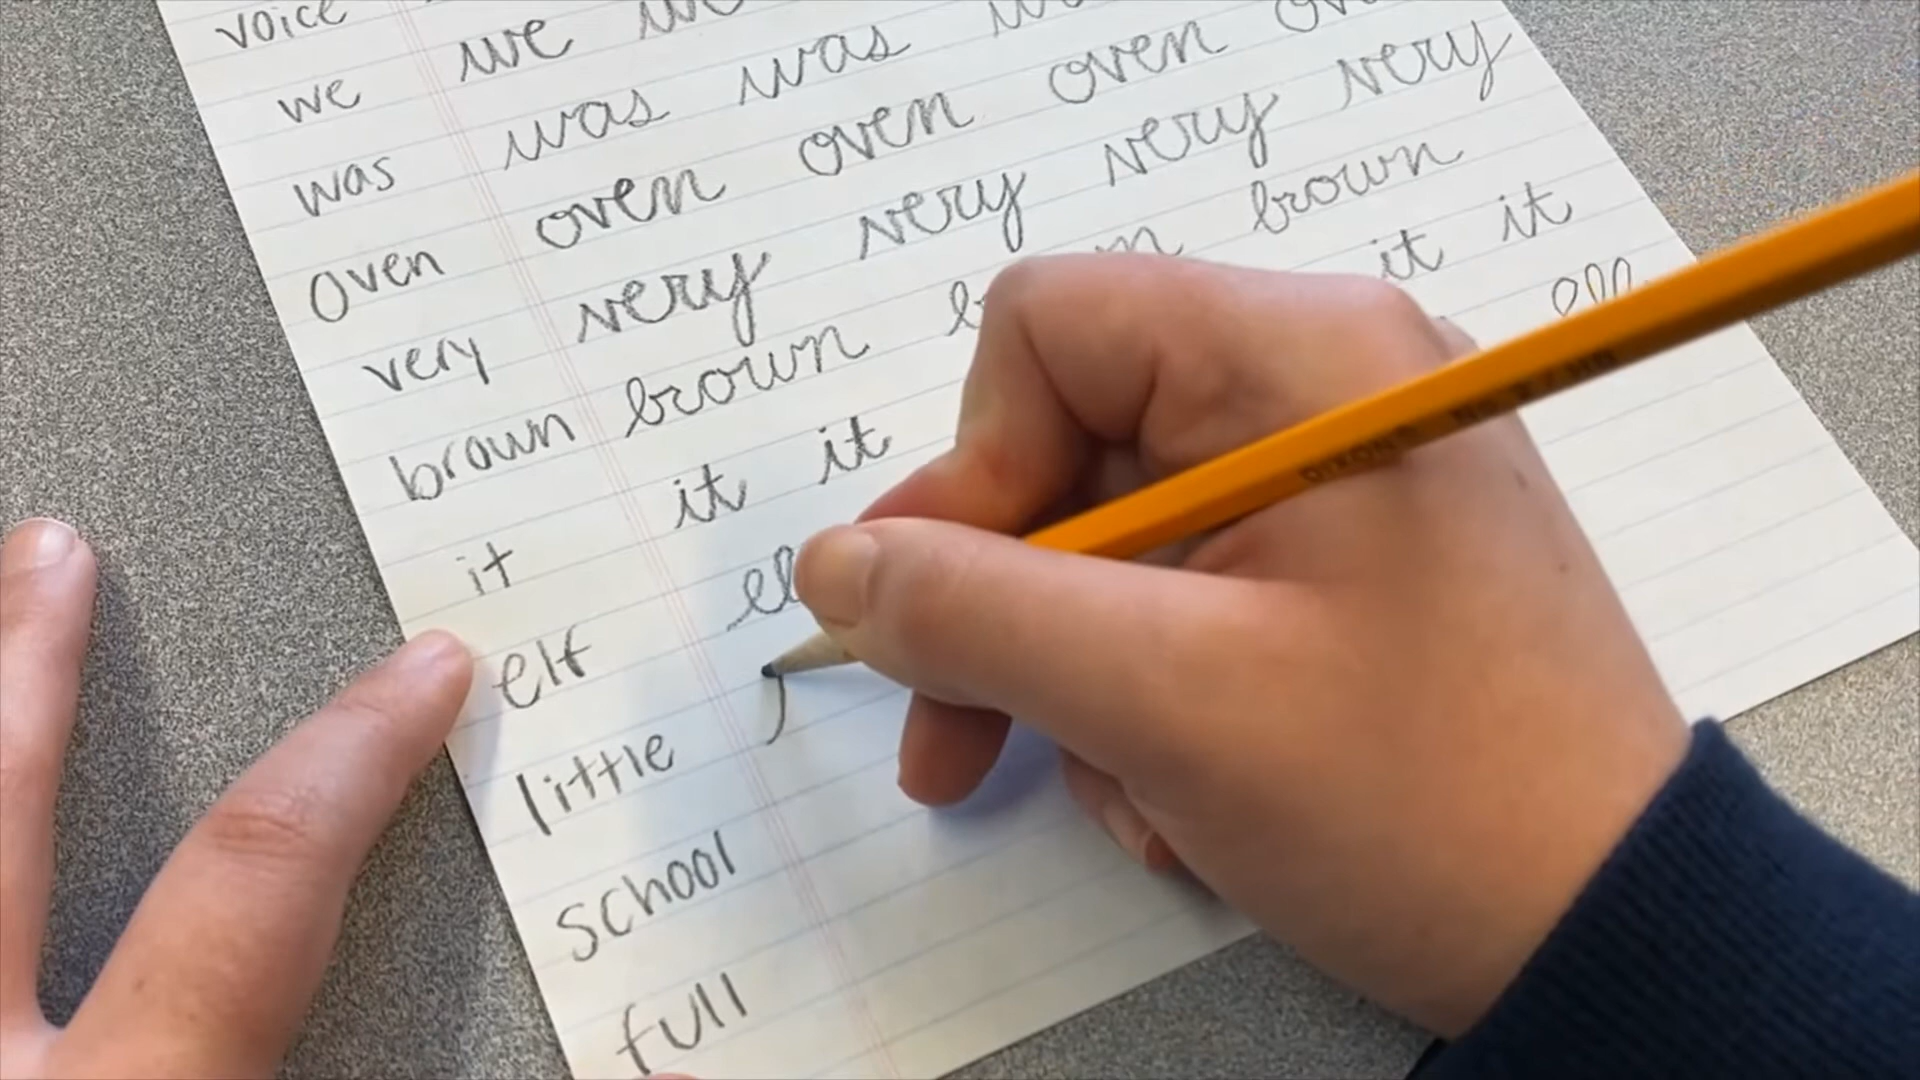 voice
we we
was was was
oven oven oven oven
very very very very very
brown brown brown
it it it it it
elf
little
school
full
DIXON